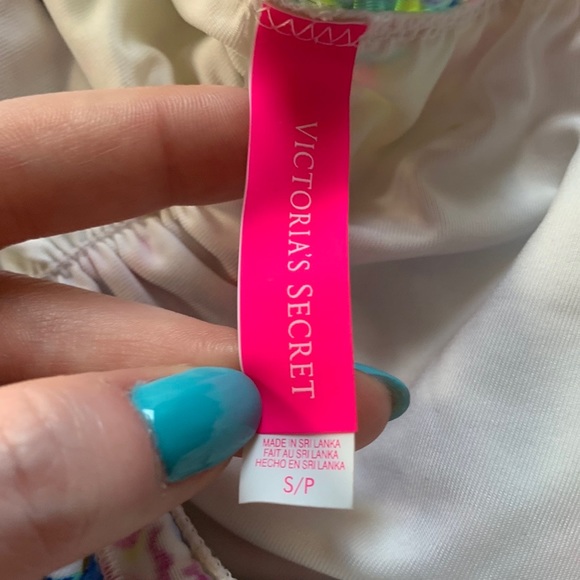 VICTORIA'S SECRET
MADE IN SRI LANKA
FAIT AU SRI LANKA
HECHO EN SRI LANKA
S/P